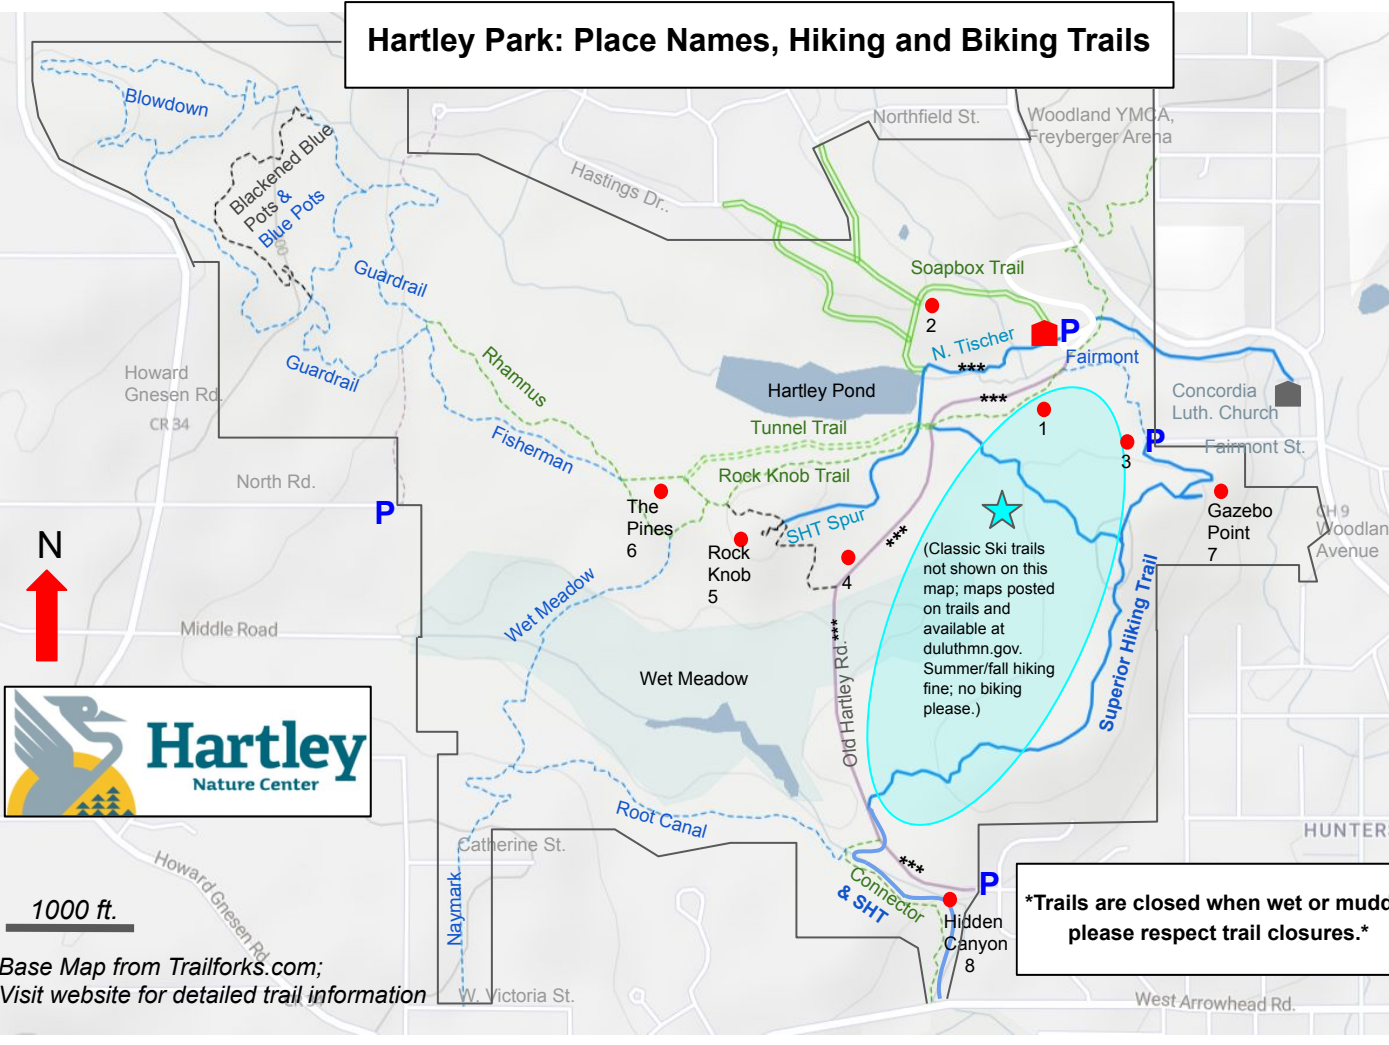 Hartley Park: Place Names, Hiking and Biking Trails
Blowdown
Blackened Blue
Pots &
Blue Pots
Hastings Dr..
Northfield St.
Woodland YMCA,
Freyberger Arena
Guardrail
Soapbox Trail
2
N. Tischer
P
***
Fairmont
Guardrail
Rhamnus
Hartley Pond
***
Howard
Gnesen Rd.
CR 34
Concordia
Luth. Church
Fairmont St.
Fisherman
Tunnel Trail
1
P
3
Rock Knob Trail
North Rd.
P
The
Pines
6
SHT Spur
Rock
Knob
5
4
***
Gazebo
Point
7
CH 9
Avenue
N
(Classic Ski trails
not shown on this
map; maps posted
on trails and
available at
duluthmn.gov.
Summer/fall hiking
fine; no biking
please.)
Superior Hiking Trail
Wet Meadow
Middle Road
***
Old Hartley Rd.
Wet Meadow
Hartley
Nature Center
Root Canal
Catherine St.
Howard Gnesen Rd
Naymark
***
P
Connector
& SHT
Hidden
Canyon
8
*Trails are closed when wet or
please respect trail closures.*
1000 ft.
Base Map from Trailforks.com;
Visit website for detailed trail information
W. Victoria St.
West Arrowhead Rd.